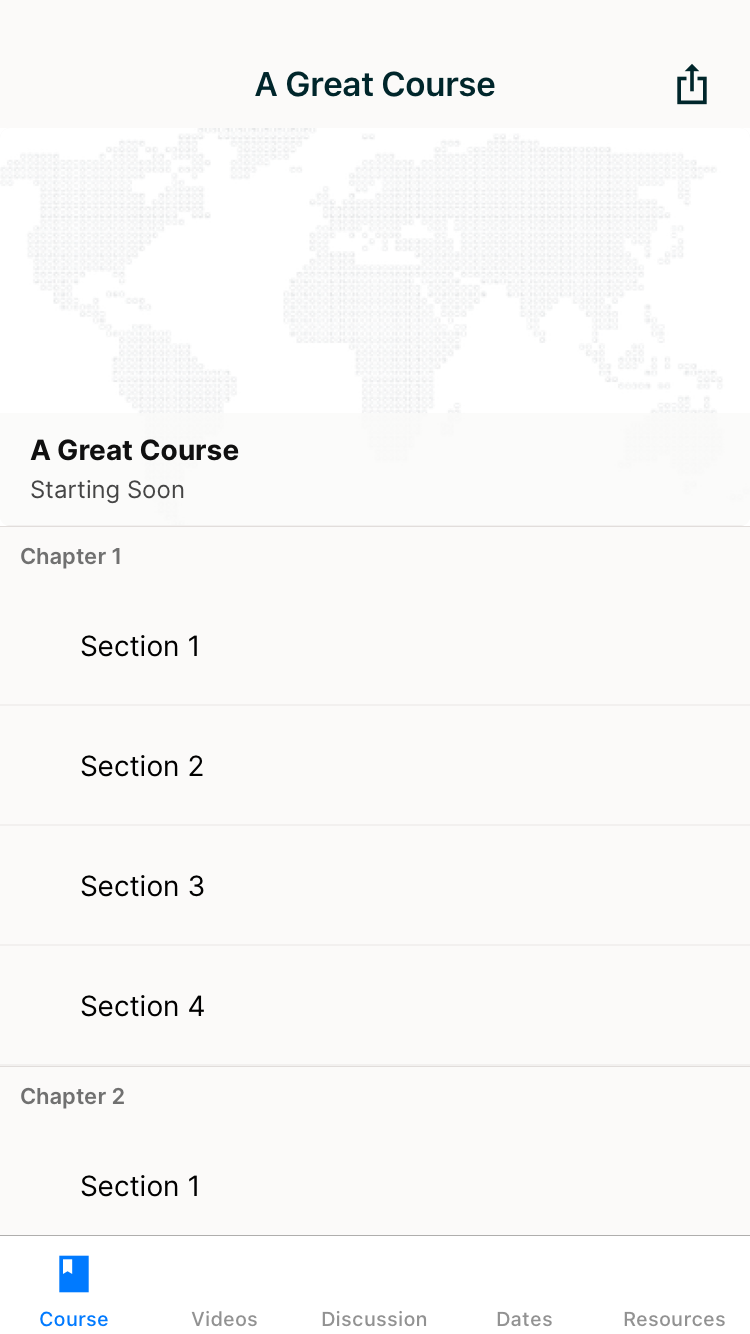 A Great Course
A Great Course
Starting Soon
Chapter 1
Section 1
Section 2
Section 3
Section 4
Chapter 2
Section 1
Course Videos Discussion Dates Resources